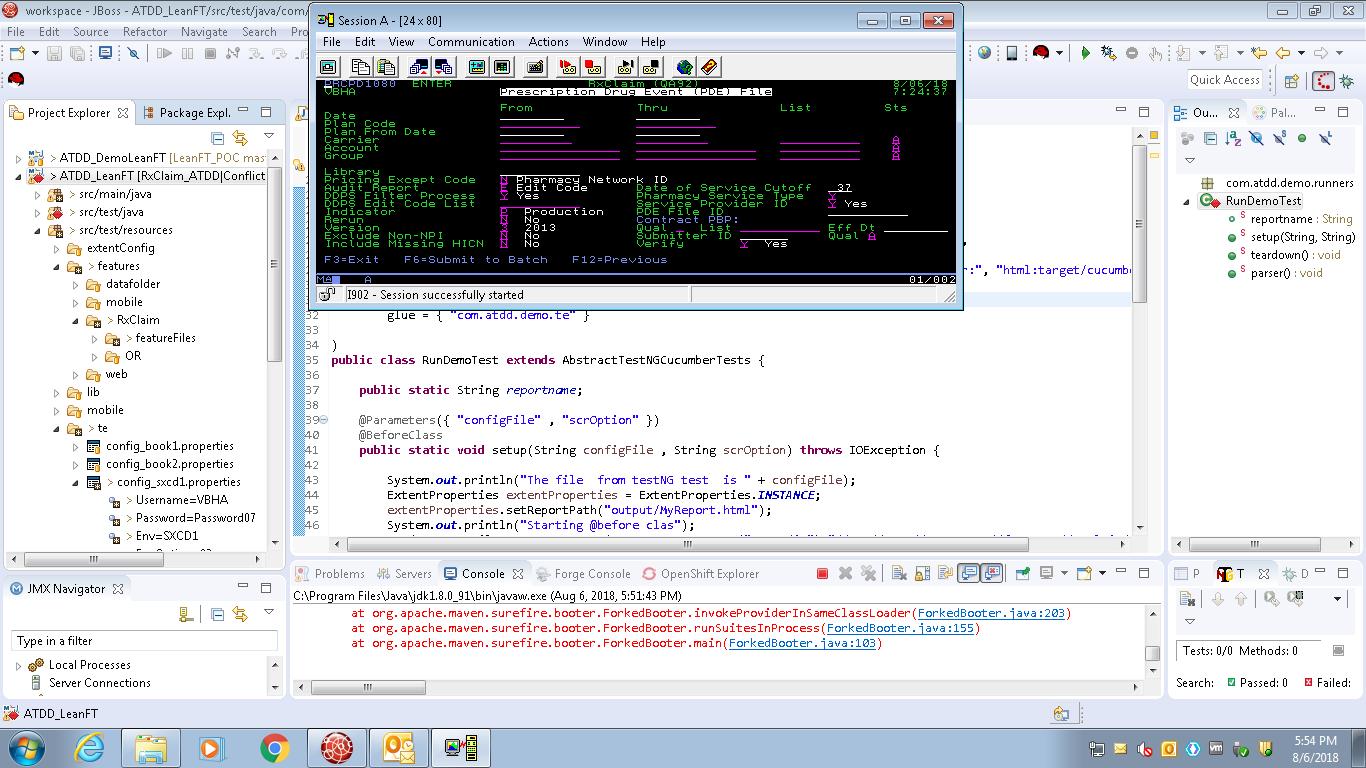 workspace - JBoss - ATDD_LeanFT/src/test/java/com/
File Edit Source Refactor Navigate Search
Quick Access
Session A - [24 x 80]
File Edit View Communication Actions Window Help
PRCPD1080 ENTER RxClaim (QA92) 8/06/18
VBHA Prescription Drug Event (PDE) File 7:24:37
From Thru List Sts
Date
Plan Code
Plan From Date
Carrier A
Account A
Group A
Library
Pricing Except Code N Pharmacy Network ID
Audit Report E Edit Code Date of Service Cutoff 37
DDPS Filter Process Y Yes Pharmacy Service Type Y
DDPS Edit Code List Service Provider ID Y Yes
Indicator P Production PDE File ID
Rerun N No Contract PBP:
Version X 2013 Qual List Eff Dt
Exclude Non-NPI N No Submitter ID Qual A
Include Missing HICN N No Verify Y Yes
F3=Exit F6=Submit to Batch F12=Previous
MA A 01/002
I902 - Session successfully started
Project Explorer Package Expl.
> ATDD_DemoLeanFT [LeanFT_POC mas
> ATDD_LeanFT [RxClaim_ATDD|Conflict
> src/main/java
> src/test/java
> src/test/resources
extentConfig
> features
datafolder
mobile
> RxClaim
> featureFiles
OR
web
lib
mobile
> te
config_book1.properties
config_book2.properties
> config_sxcd1.properties
> Username=VBHA
> Password=Password07
> Env=SXCD1
r:", "html:target/cucumbe
32 glue = { "com.atdd.demo.te" }
33
34 )
35 public class RunDemoTest extends AbstractTestNGCucumberTests {
36
37 public static String reportname;
38
39 @Parameters({ "configFile" , "scrOption" })
40 @BeforeClass
41 public static void setup(String configFile , String scrOption) throws IOException {
42
43 System.out.println("The file from testNG test is " + configFile);
44 ExtentProperties extentProperties = ExtentProperties.INSTANCE;
45 extentProperties.setReportPath("output/MyReport.html");
46 System.out.println("Starting @before clas");
Ou... Pal...
com.atdd.demo.runners
RunDemoTest
reportname : String
setup(String, String)
teardown() : void
parser() : void
JMX Navigator
Type in a filter
Local Processes
Server Connections
Problems Servers Console Forge Console OpenShift Explorer
C:\Program Files\Java\jdk1.8.0_91\bin\javaw.exe (Aug 6, 2018, 5:51:43 PM)
at org.apache.maven.surefire.booter.ForkedBooter.invokeProviderInSameClassLoader(ForkedBooter.java:203)
at org.apache.maven.surefire.booter.ForkedBooter.runSuitesInProcess(ForkedBooter.java:155)
at org.apache.maven.surefire.booter.ForkedBooter.main(ForkedBooter.java:103)
P T D
Tests: 0/0 Methods: 0
Search: Passed: 0 Failed:
ATDD_LeanFT
5:54 PM
8/6/2018